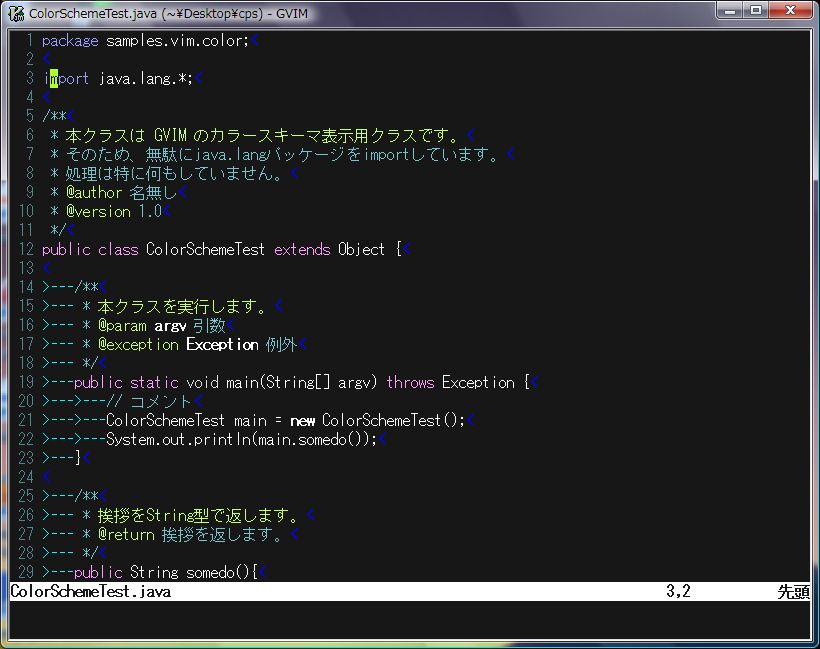 ColorSchemeTest.java (~¥Desktop¥cps) - GVIM
1 package samples.vim.color;<
2 <
3 import java.lang.*;<
4 <
5 /**<
6  * 本クラスは GVIM のカラースキーマ表示用クラスです。<
7  * そのため、無駄にjava.langパッケージをimportしています。<
8  * 処理は特に何もしていません。<
9  * @author 名無し<
10  * @version 1.0<
11  */<
12 public class ColorSchemeTest extends Object {<
13 <
14 >---/**<
15 >--- * 本クラスを実行します。<
16 >--- * @param argv 引数<
17 >--- * @exception Exception 例外<
18 >--- */<
19 >---public static void main(String[] argv) throws Exception {<
20 >--->---// コメント<
21 >--->---ColorSchemeTest main = new ColorSchemeTest();<
22 >--->---System.out.println(main.somedo());<
23 >---}<
24 <
25 >---/**<
26 >--- * 挨拶をString型で返します。<
27 >--- * @return 挨拶を返します。<
28 >--- */<
29 >---public String somedo(){<
ColorSchemeTest.java 3,2 先頭